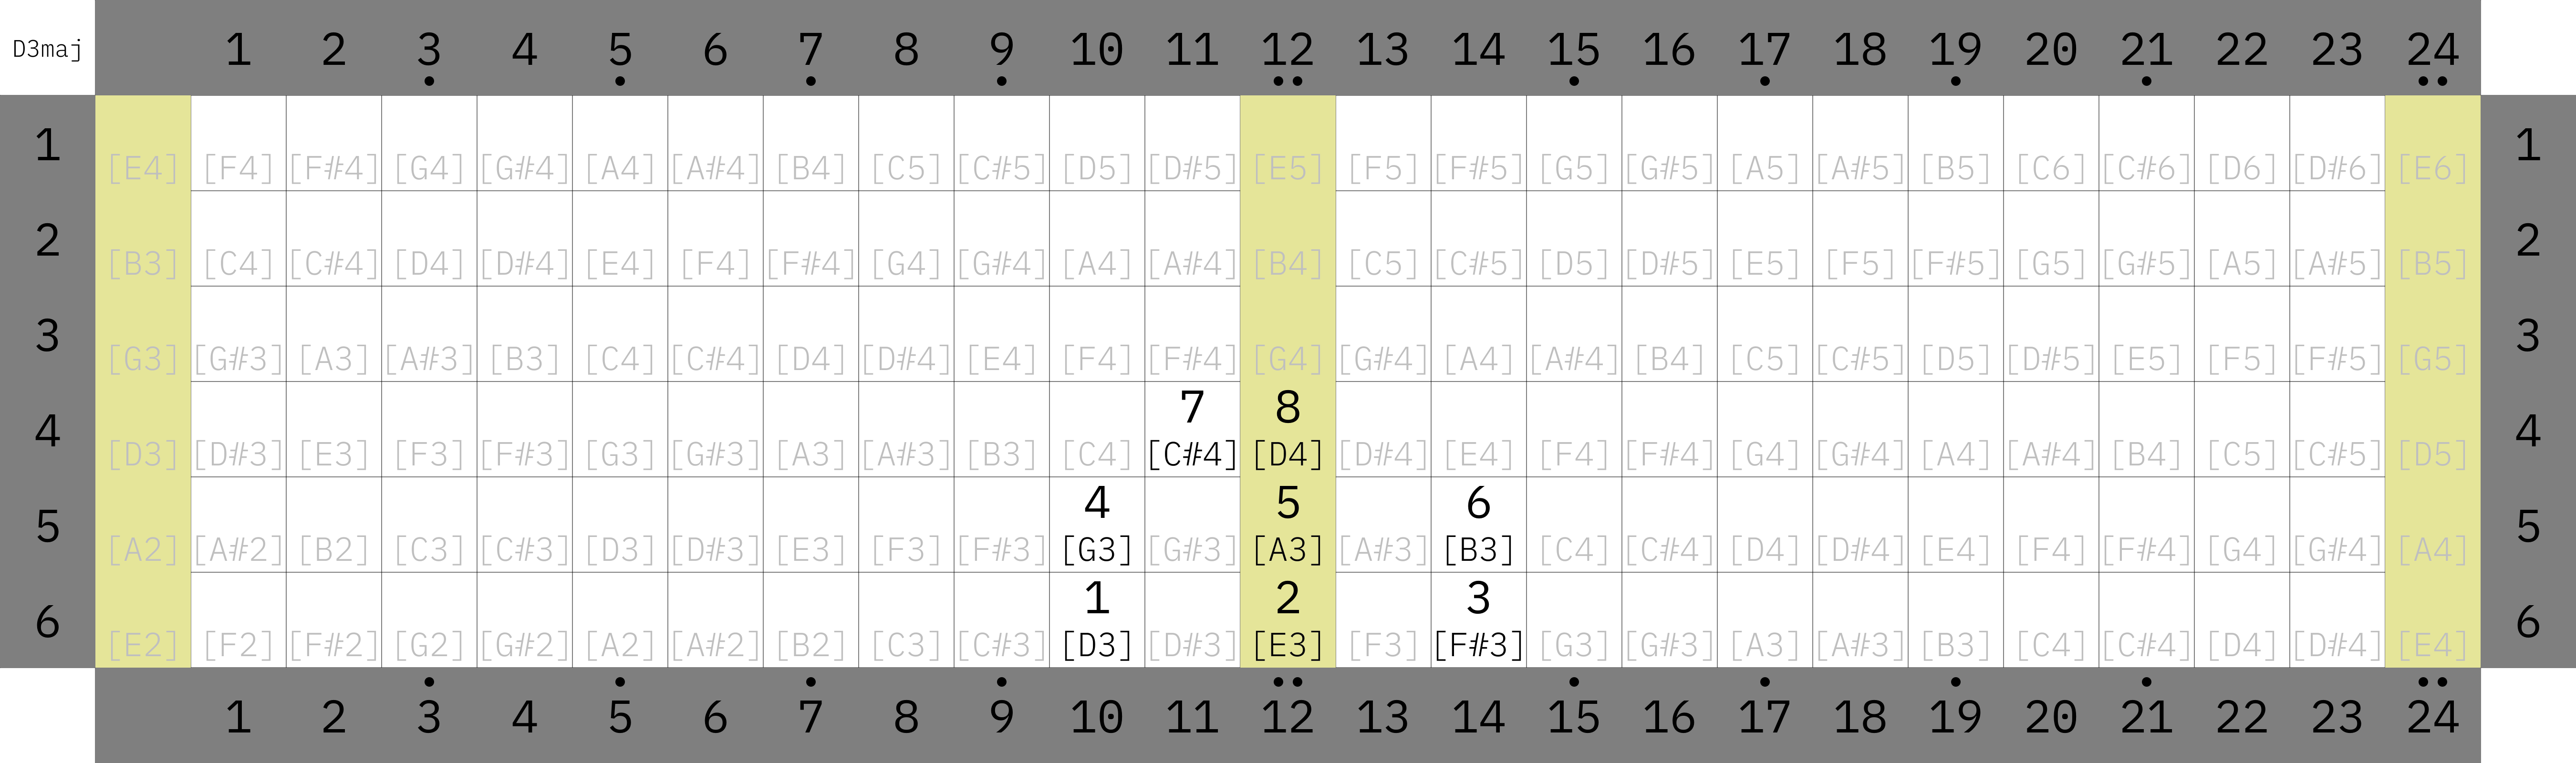 D3maj 1 2 3 4 5 6 7 8 9 10 11 12 13 14 15 16 17 18 19 20 21 22 23 24
1 1
[E4] [F4] [F#4] [G4] [G#4] [A4] [A#4] [B4] [C5] [C#5] [D5] [D#5] [E5] [F5] [F#5] [G5] [G#5] [A5] [A#5] [B5] [C6] [C#6] [D6] [D#6] [E6]
2 2
[B3] [C4] [C#4] [D4] [D#4] [E4] [F4] [F#4] [G4] [G#4] [A4] [A#4] [B4] [C5] [C#5] [D5] [D#5] [E5] [F5] [F#5] [G5] [G#5] [A5] [A#5] [B5]
3 3
[G3] [G#3] [A3] [A#3] [B3] [C4] [C#4] [D4] [D#4] [E4] [F4] [F#4] [G4] [G#4] [A4] [A#4] [B4] [C5] [C#5] [D5] [D#5] [E5] [F5] [F#5] [G5]
4 7 8 4
[D3] [D#3] [E3] [F3] [F#3] [G3] [G#3] [A3] [A#3] [B3] [C4] [C#4] [D4] [D#4] [E4] [F4] [F#4] [G4] [G#4] [A4] [A#4] [B4] [C5] [C#5] [D5]
5 4 5 6 5
[A2] [A#2] [B2] [C3] [C#3] [D3] [D#3] [E3] [F3] [F#3] [G3] [G#3] [A3] [A#3] [B3] [C4] [C#4] [D4] [D#4] [E4] [F4] [F#4] [G4] [G#4] [A4]
6 1 2 3 6
[E2] [F2] [F#2] [G2] [G#2] [A2] [A#2] [B2] [C3] [C#3] [D3] [D#3] [E3] [F3] [F#3] [G3] [G#3] [A3] [A#3] [B3] [C4] [C#4] [D4] [D#4] [E4]
1 2 3 4 5 6 7 8 9 10 11 12 13 14 15 16 17 18 19 20 21 22 23 24